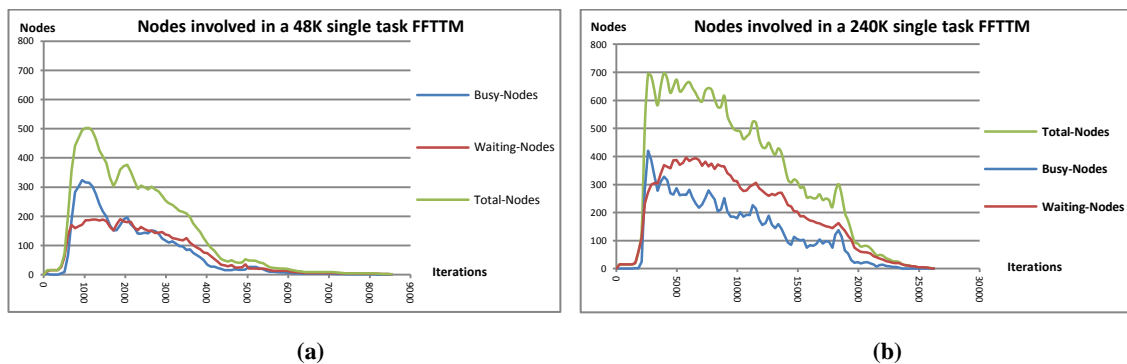 Nodes involved in a 48K single task FFTTM
Nodes
800
700
600
500
400
300
200
100
0
0
1000
2000
3000
4000
5000
6000
7000
8000
9000
Iterations
Busy-Nodes
Waiting-Nodes
Total-Nodes
(a)
Nodes involved in a 240K single task FFTTM
Nodes
800
700
600
500
400
300
200
100
0
0
5000
10000
15000
20000
25000
30000
Iterations
Total-Nodes
Busy-Nodes
Waiting-Nodes
(b)